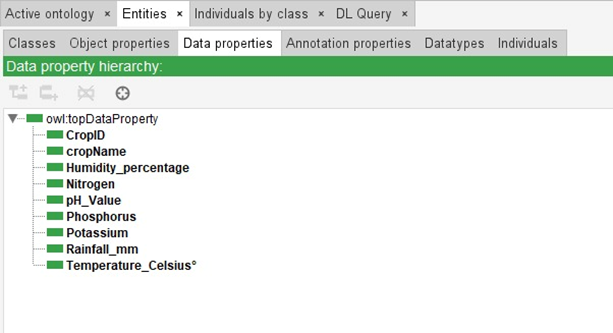 Active ontology × Entities × Individuals by class × DL Query ×
Classes Object properties Data properties Annotation properties Datatypes Individuals
Data property hierarchy:
owl:topDataProperty
CropID
cropName
Humidity_percentage
Nitrogen
pH_Value
Phosphorus
Potassium
Rainfall_mm
Temperature_Celsius°